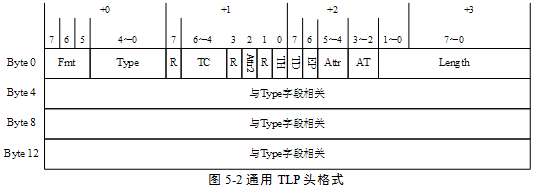 +0 +1 +2 +3
7 6 5 4～0 7 6～4 3 2 1 0 7 6 5～4 3～2 1～0 7～0
Byte 0 Fmt Type R TC R Attr2 R TH TD EP Attr AT Length
Byte 4 与Type字段相关
Byte 8 与Type字段相关
Byte 12 与Type字段相关
图 5-2 通用 TLP 头格式